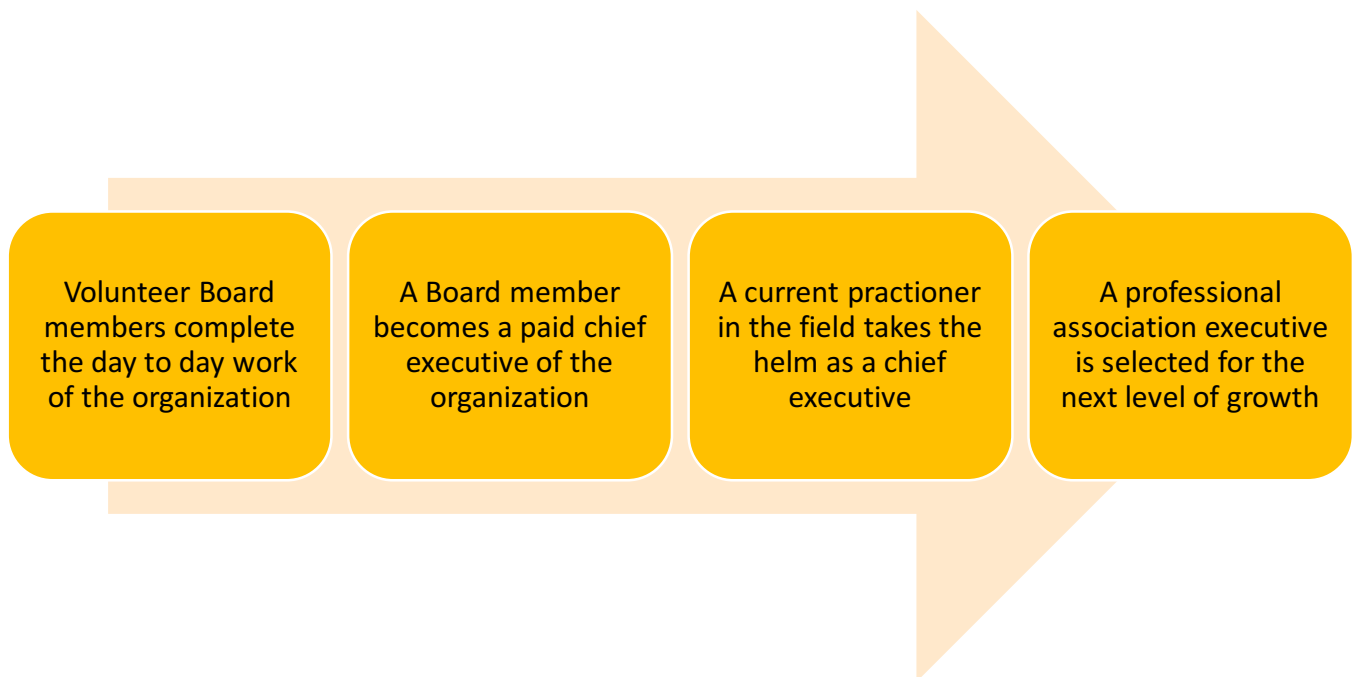 Volunteer Board
members complete
the day to day work
of the organization
A Board member
becomes a paid chief
executive of the
organization
A current practioner
in the field takes the
helm as a chief
executive
A professional
association executive
is selected for the
next level of growth